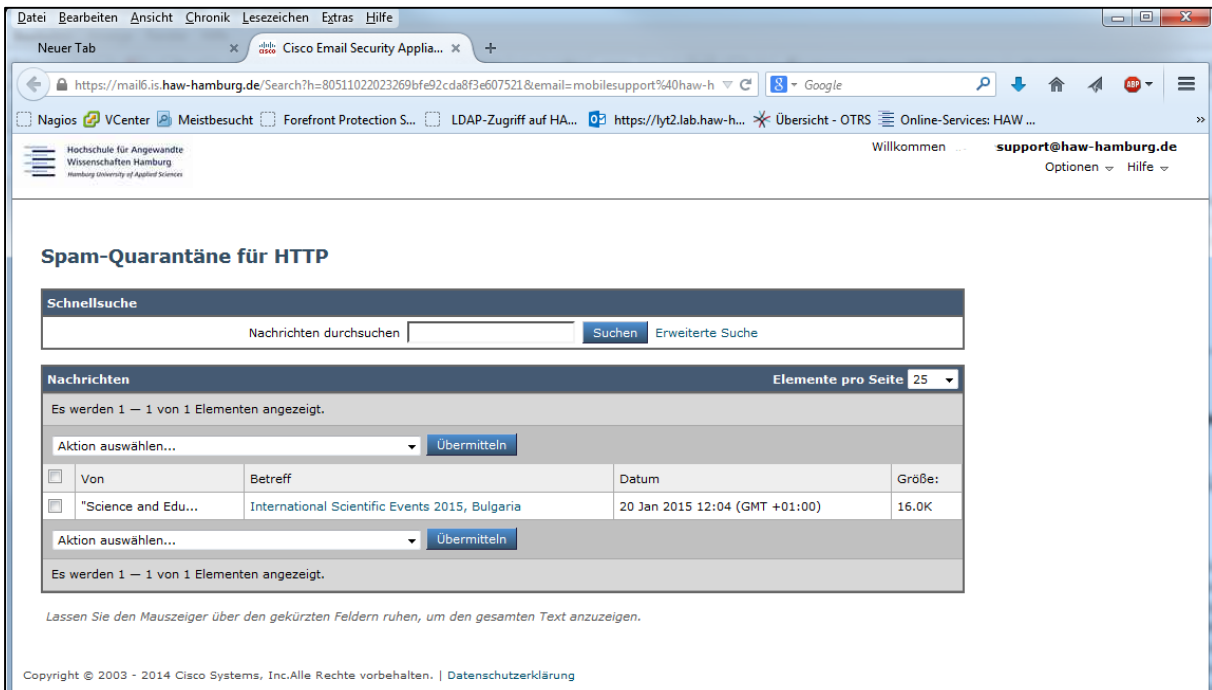 Datei Bearbeiten Ansicht Chronik Lesezeichen Extras Hilfe
Neuer Tab × cisco Cisco Email Security Applia... × +
https://mail6.is.haw-hamburg.de/Search?h=80511022023269bfe92cda8f3e607521&email=mobilesupport%40haw-h Google ABP
Nagios VCenter Meistbesucht Forefront Protection S... LDAP-Zugriff auf HA... https://lyt2.lab.haw-h... Übersicht - OTRS Online-Services: HAW ... »
Hochschule für Angewandte
Wissenschaften Hamburg
Hamburg University of Applied Sciences
Willkommen support@haw-hamburg.de
Optionen Hilfe
Spam-Quarantäne für HTTP
Schnellsuche
Nachrichten durchsuchen Suchen Erweiterte Suche
Nachrichten Elemente pro Seite 25
Es werden 1 — 1 von 1 Elementen angezeigt.
Aktion auswählen... Übermitteln
Von Betreff Datum Größe:
"Science and Edu... International Scientific Events 2015, Bulgaria 20 Jan 2015 12:04 (GMT +01:00) 16.0K
Aktion auswählen... Übermitteln
Es werden 1 — 1 von 1 Elementen angezeigt.
Lassen Sie den Mauszeiger über den gekürzten Feldern ruhen, um den gesamten Text anzuzeigen.
Copyright © 2003 - 2014 Cisco Systems, Inc.Alle Rechte vorbehalten. | Datenschutzerklärung